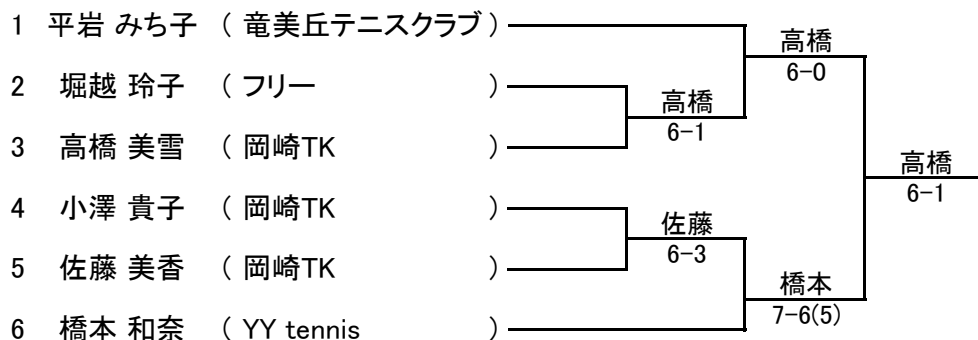 1 平岩 みち子 ( 竜美丘テニスクラブ )
高橋
6-0
2 堀越 玲子 ( フリー )
高橋
6-1
3 高橋 美雪 ( 岡崎TK )
高橋
6-1
4 小澤 貴子 ( 岡崎TK )
佐藤
6-3
5 佐藤 美香 ( 岡崎TK )
橋本
7-6(5)
6 橋本 和奈 ( YY tennis )